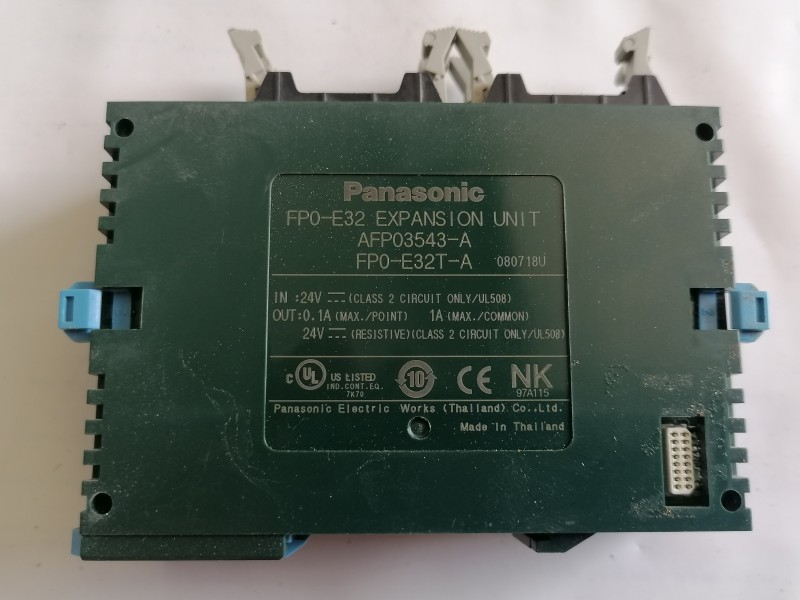 Panasonic
FP0-E32 EXPANSION UNIT
AFP03543-A
FP0-E32T-A 080718U
IN :24V ⎓ (CLASS 2 CIRCUIT ONLY/UL508)
OUT:0.1A (MAX./POINT) 1A (MAX./COMMON)
24V ⎓ (RESISTIVE)(CLASS 2 CIRCUIT ONLY/UL508)
c UL US LISTED 10 CE NK
IND.CONT.EQ.
7K70 97A115
Panasonic Electric Works (Thailand) Co.,Ltd.
Made in Thailand